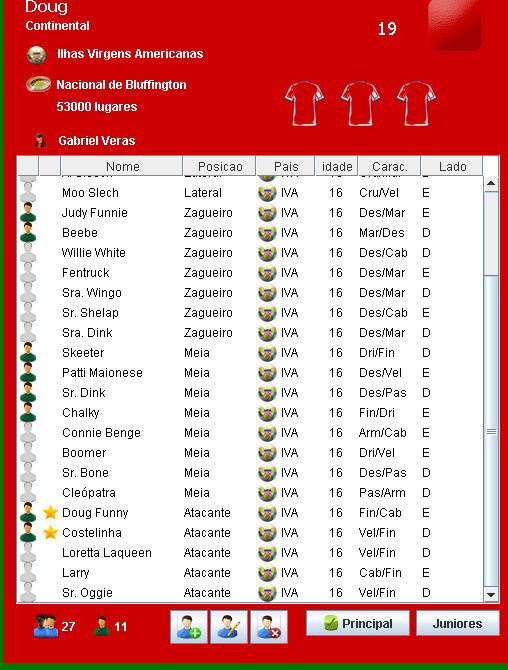 Doug
Continental
19
Ilhas Virgens Americanas
Nacional de Bluffington
53000 lugares
Gabriel Veras
Nome Posicao Pais idade Carac. Lado
Moo Slech Lateral IVA 16 Cru/Vel E
Judy Funnie Zagueiro IVA 16 Des/Mar E
Beebe Zagueiro IVA 16 Mar/Des D
Willie White Zagueiro IVA 16 Des/Cab D
Fentruck Zagueiro IVA 16 Des/Mar E
Sra. Wingo Zagueiro IVA 16 Des/Mar D
Sr. Shelap Zagueiro IVA 16 Des/Cab E
Sra. Dink Zagueiro IVA 16 Des/Mar D
Skeeter Meia IVA 16 Dri/Fin D
Patti Maionese Meia IVA 16 Des/Vel E
Sr. Dink Meia IVA 16 Des/Pas D
Chalky Meia IVA 16 Fin/Dri E
Connie Benge Meia IVA 16 Arm/Cab D
Boomer Meia IVA 16 Dri/Vel E
Sr. Bone Meia IVA 16 Des/Pas D
Cleópatra Meia IVA 16 Pas/Arm D
Doug Funny Atacante IVA 16 Fin/Cab E
Costelinha Atacante IVA 16 Vel/Fin D
Loretta Laqueen Atacante IVA 16 Vel/Fin D
Larry Atacante IVA 16 Cab/Fin E
Sr. Oggie Atacante IVA 16 Vel/Fin D
27 11 Principal Juniores